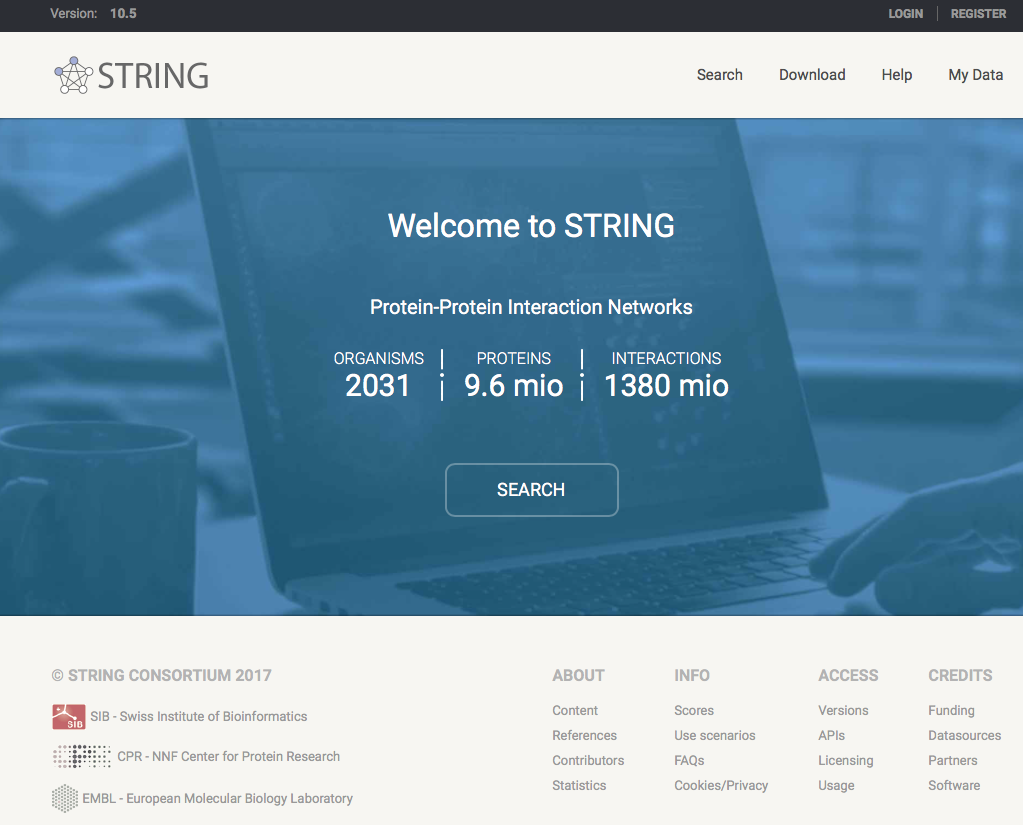 Version: 10.5
LOGIN REGISTER
STRING
Search Download Help My Data
Welcome to STRING
Protein-Protein Interaction Networks
ORGANISMS PROTEINS INTERACTIONS
2031 9.6 mio 1380 mio
SEARCH
© STRING CONSORTIUM 2017
SIB
SIB - Swiss Institute of Bioinformatics
CPR - NNF Center for Protein Research
EMBL - European Molecular Biology Laboratory
ABOUT
Content
References
Contributors
Statistics
INFO
Scores
Use scenarios
FAQs
Cookies/Privacy
ACCESS
Versions
APIs
Licensing
Usage
CREDITS
Funding
Datasources
Partners
Software